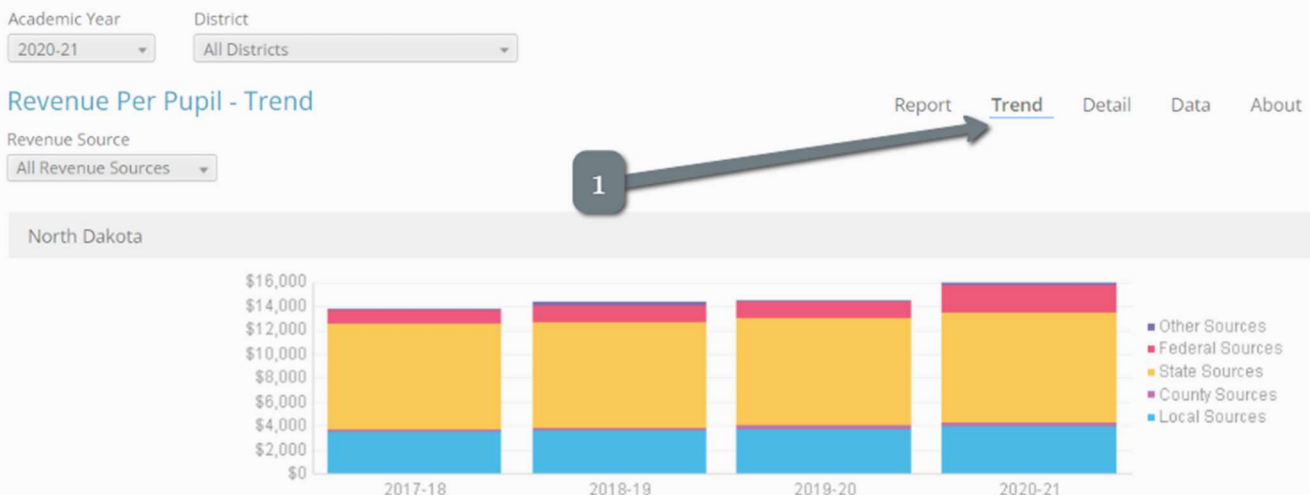 Academic Year District
2020-21 All Districts
Revenue Per Pupil - Trend
Report Trend Detail Data About
Revenue Source
All Revenue Sources
1
North Dakota
$16,000
$14,000
$12,000
$10,000
$8,000
$6,000
$4,000
$2,000
$0
2017-18 2018-19 2019-20 2020-21
Other Sources
Federal Sources
State Sources
County Sources
Local Sources